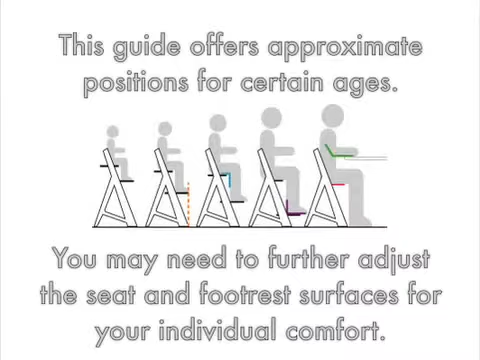 This guide offers approximate
positions for certain ages.
You may need to further adjust
the seat and footrest surfaces for
your individual comfort.